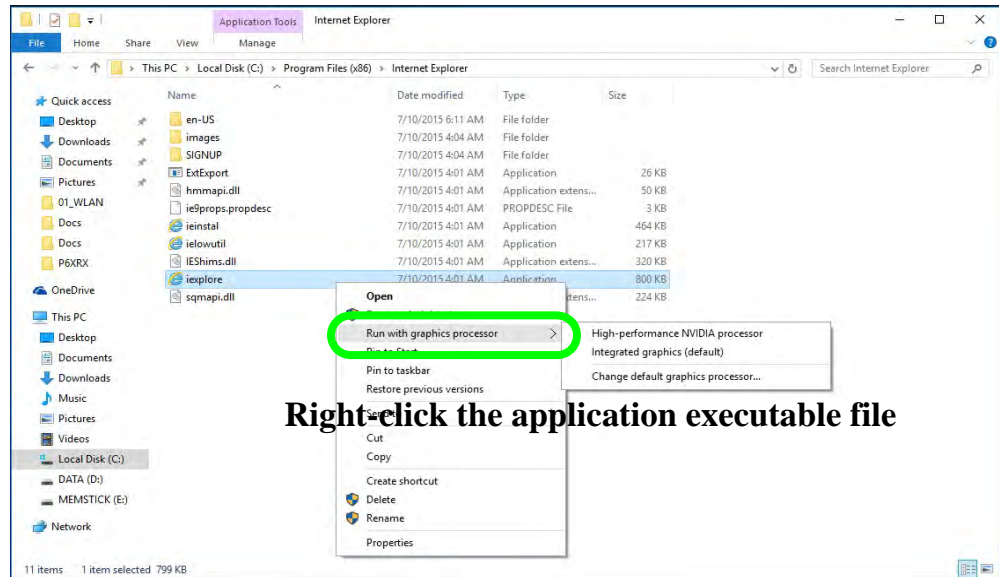 Application Tools Internet Explorer
File Home Share View Manage
This PC > Local Disk (C:) > Program Files (x86) > Internet Explorer
Search Internet Explorer
Quick access
Desktop
Downloads
Documents
Pictures
01_WLAN
Docs
Docs
P6XRX
OneDrive
This PC
Desktop
Documents
Downloads
Music
Pictures
Videos
Local Disk (C:)
DATA (D:)
MEMSTICK (E:)
Network
Name Date modified Type Size
en-US 7/10/2015 6:11 AM File folder
images 7/10/2015 4:04 AM File folder
SIGNUP 7/10/2015 4:04 AM File folder
ExtExport 7/10/2015 4:01 AM Application 26 KB
hmmapi.dll 7/10/2015 4:01 AM Application extens... 50 KB
ie9props.propdesc 7/10/2015 4:01 AM PROPDESC File 3 KB
ieinstal 7/10/2015 4:01 AM Application 464 KB
ielowutil 7/10/2015 4:01 AM Application 217 KB
IEShims.dll 7/10/2015 4:01 AM Application extens... 320 KB
iexplore 7/10/2015 4:01 AM Application 800 KB
sqmapi.dll 224 KB
Open
Run with graphics processor >
Pin to Start
Pin to taskbar
Restore previous versions
Cut
Copy
Create shortcut
Delete
Rename
Properties
High-performance NVIDIA processor
Integrated graphics (default)
Change default graphics processor...
Right-click the application executable file
11 items 1 item selected 799 KB